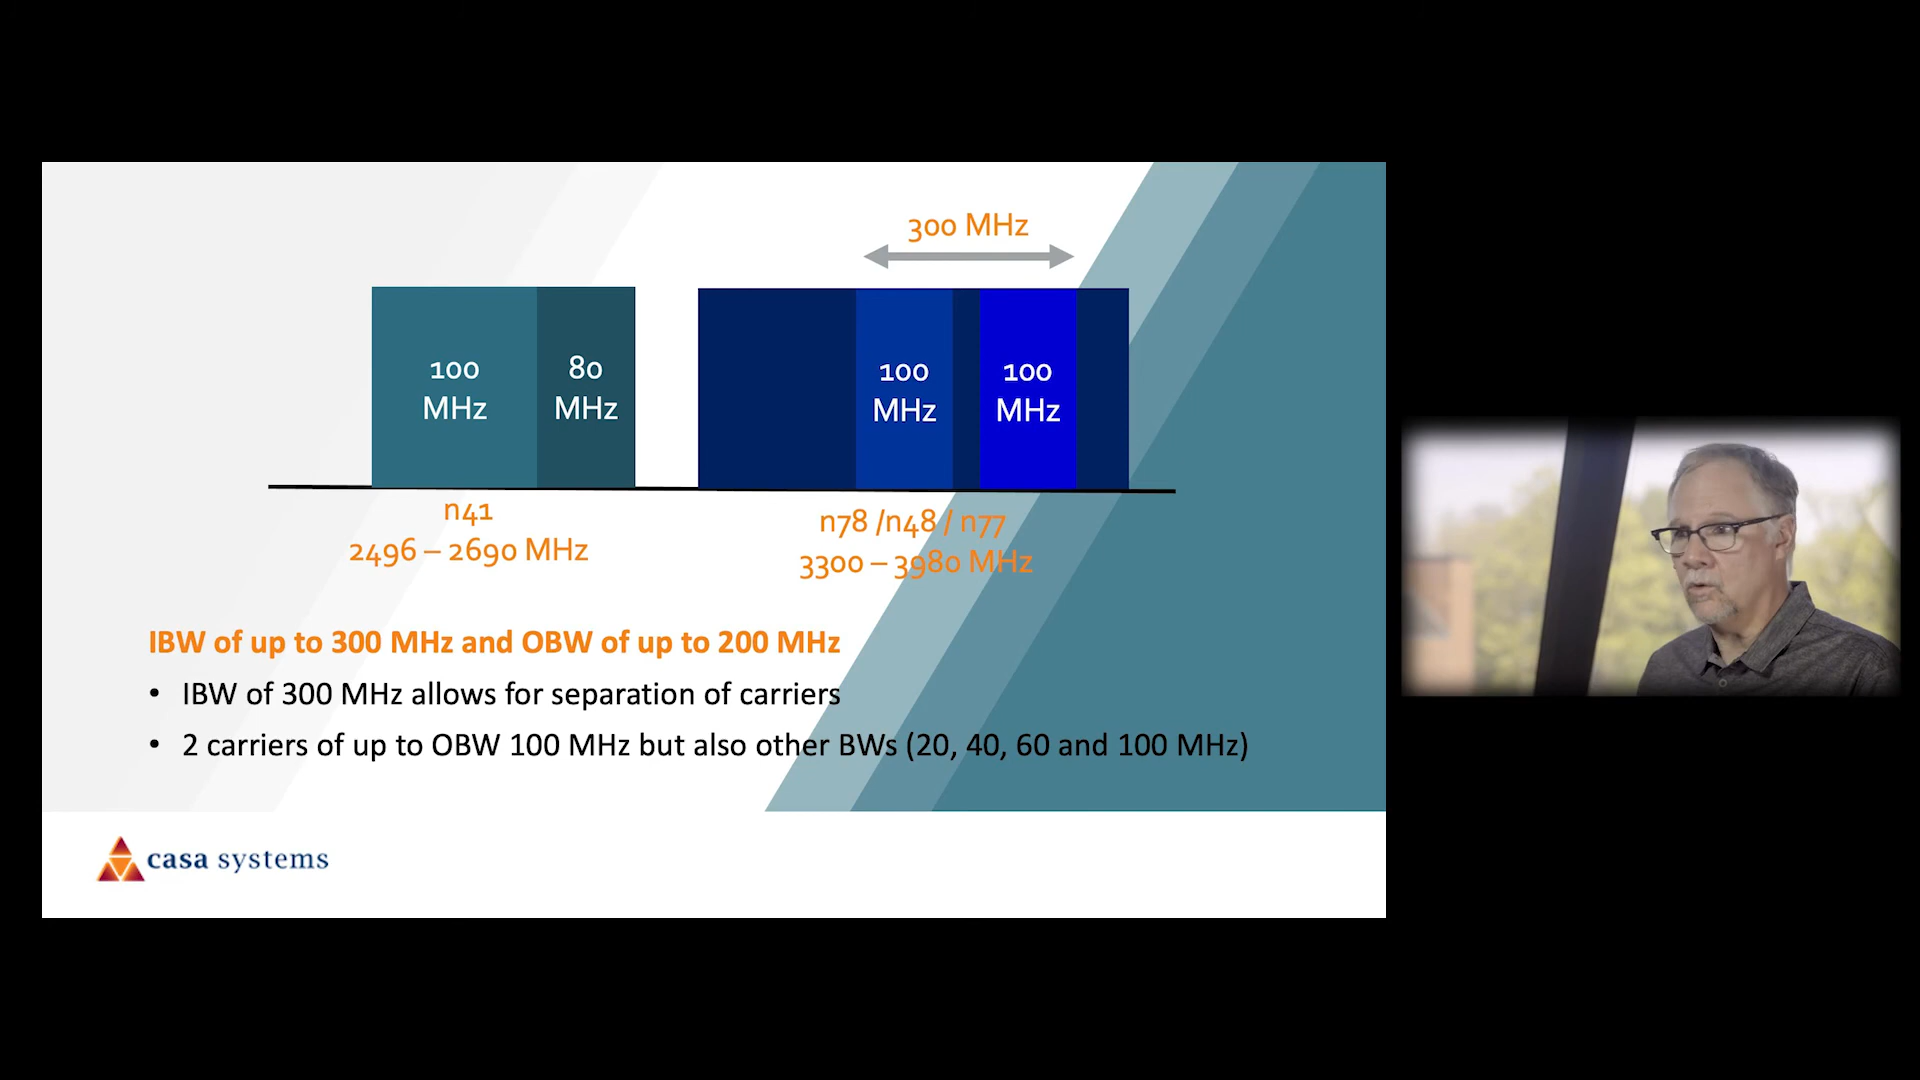 300 MHz
100
MHz
80
MHz
100
MHz
100
MHz
n41
2496 – 2690 MHz
n78 /n48 / n77
3300 – 3980 MHz
IBW of up to 300 MHz and OBW of up to 200 MHz
• IBW of 300 MHz allows for separation of carriers
• 2 carriers of up to OBW 100 MHz but also other BWs (20, 40, 60 and 100 MHz)
casa systems